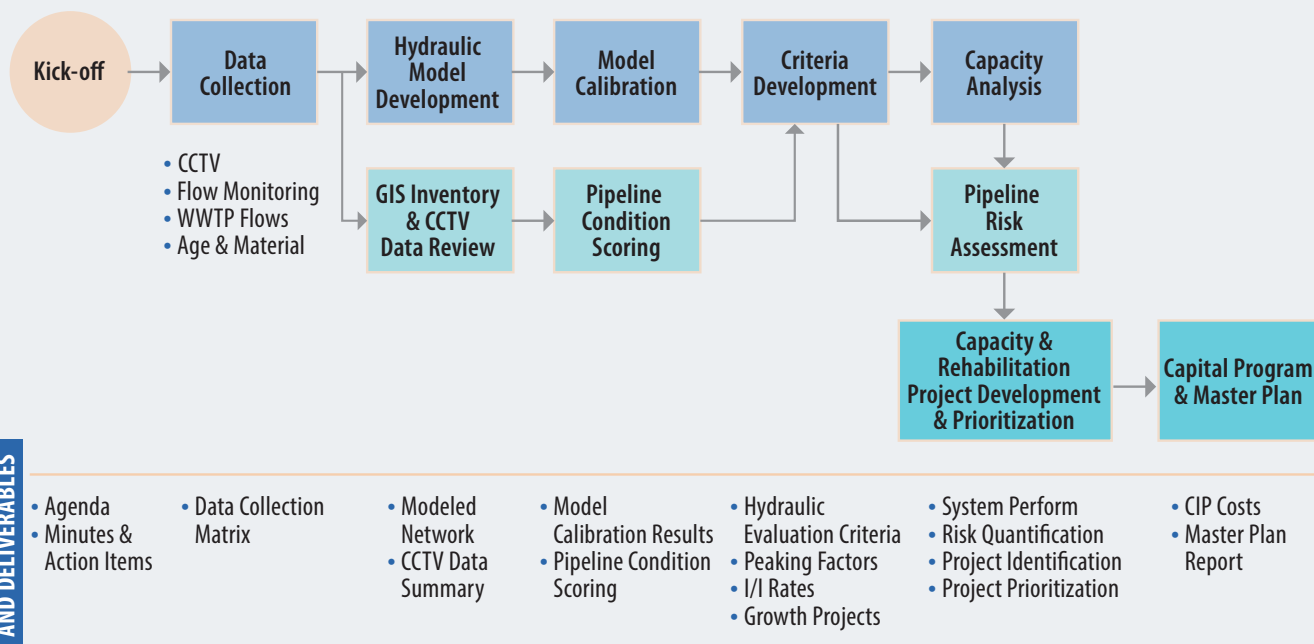 Kick-off
Data
Collection
Hydraulic
Model
Development
Model
Calibration
Criteria
Development
Capacity
Analysis
• CCTV
• Flow Monitoring
• WWTP Flows
• Age & Material
GIS Inventory
& CCTV
Data Review
Pipeline
Condition
Scoring
Pipeline
Risk
Assessment
Capacity &
Rehabilitation
Project Development
& Prioritization
Capital Program
& Master Plan
AND DELIVERABLES
• Agenda
• Minutes &
Action Items
• Data Collection
Matrix
• Modeled
Network
• CCTV Data
Summary
• Model
Calibration Results
• Pipeline Condition
Scoring
• Hydraulic
Evaluation Criteria
• Peaking Factors
• I/I Rates
• Growth Projects
• System Perform
• Risk Quantification
• Project Identification
• Project Prioritization
• CIP Costs
• Master Plan
Report